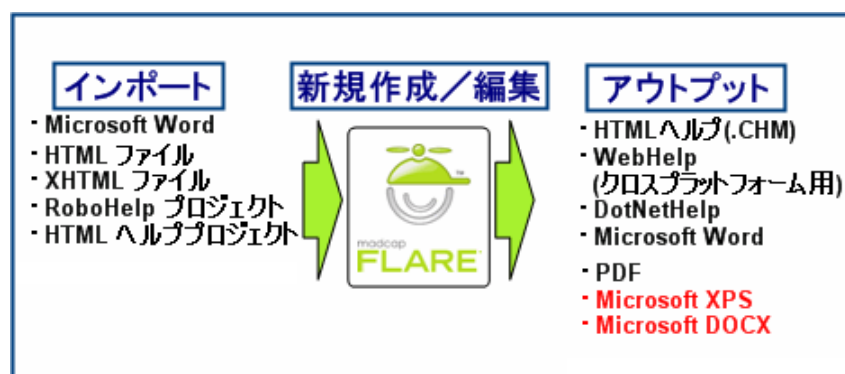 インポート
・Microsoft Word
・HTML ファイル
・XHTML ファイル
・RoboHelp プロジェクト
・HTML ヘルププロジェクト
新規作成／編集
madcap
FLARE
アウトプット
・HTMLヘルプ(.CHM)
・WebHelp
(クロスプラットフォーム用)
・DotNetHelp
・Microsoft Word
・PDF
・Microsoft XPS
・Microsoft DOCX